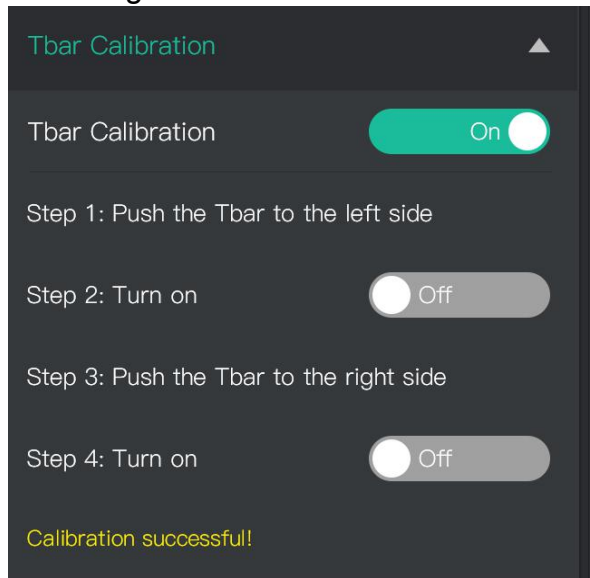 Tbar Calibration
Tbar Calibration On
Step 1: Push the Tbar to the left side
Step 2: Turn on Off
Step 3: Push the Tbar to the right side
Step 4: Turn on Off
Calibration successful!